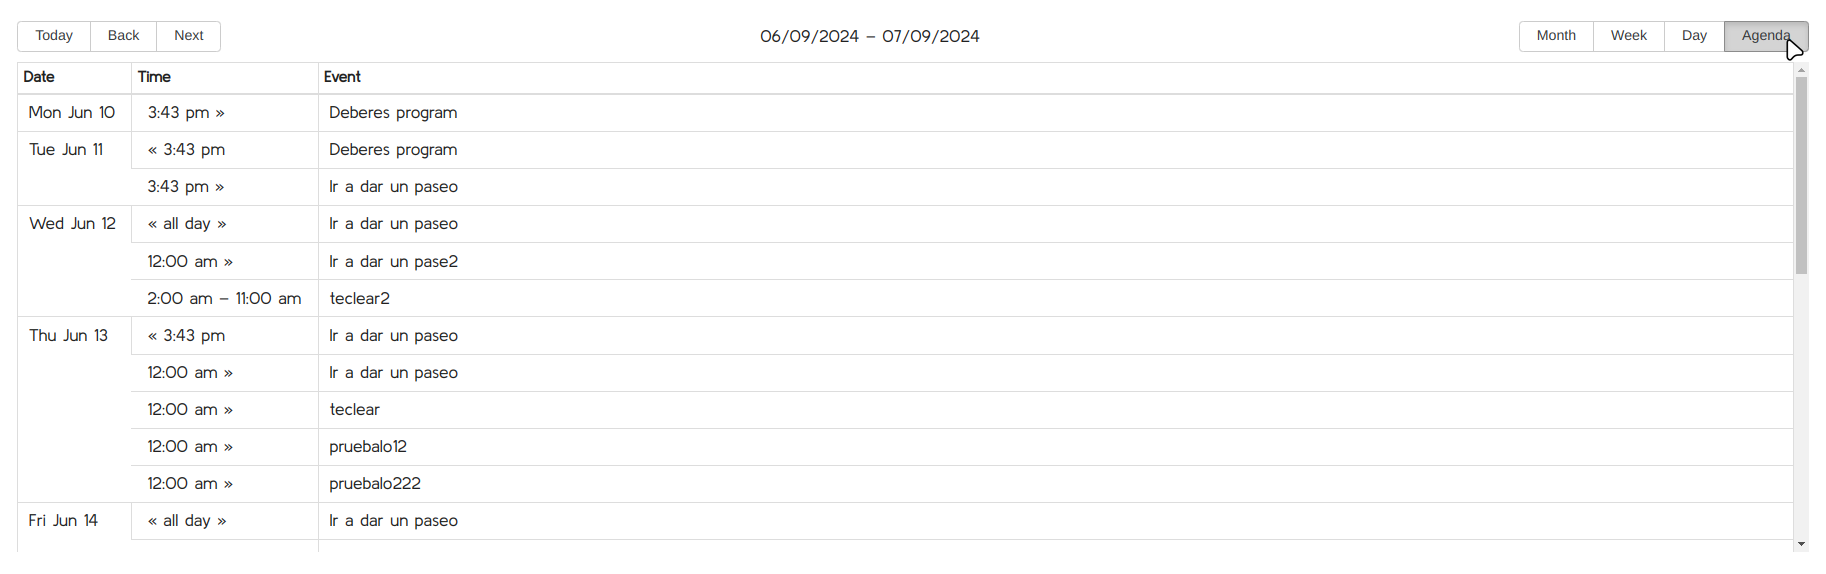 Today Back Next 06/09/2024 – 07/09/2024 Month Week Day Agenda
Date Time Event
Mon Jun 10 3:43 pm » Deberes program
Tue Jun 11 « 3:43 pm Deberes program
3:43 pm » Ir a dar un paseo
Wed Jun 12 « all day » Ir a dar un paseo
12:00 am » Ir a dar un pase2
2:00 am – 11:00 am teclear2
Thu Jun 13 « 3:43 pm Ir a dar un paseo
12:00 am » Ir a dar un paseo
12:00 am » teclear
12:00 am » pruebalo12
12:00 am » pruebalo222
Fri Jun 14 « all day » Ir a dar un paseo